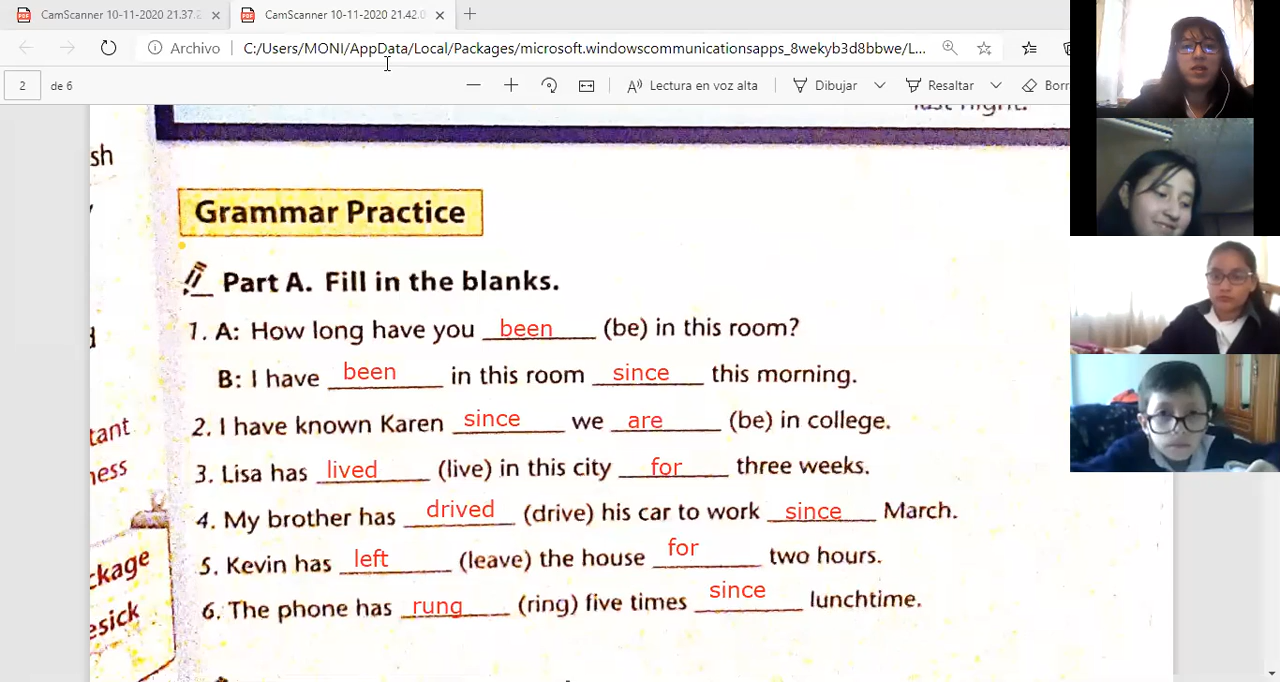 CamScanner 10-11-2020 21.37.2
CamScanner 10-11-2020 21.42.0
Archivo
C:/Users/MONI/AppData/Local/Packages/microsoft.windowscommunicationsapps_8wekyb3d8bbwe/L...
2 de 6
Lectura en voz alta
Dibujar
Resaltar
Borr
last night.
sh
Grammar Practice
Part A. Fill in the blanks.
1. A: How long have you been (be) in this room?
B: I have been in this room since this morning.
2. I have known Karen since we are (be) in college.
tant
ness
3. Lisa has lived (live) in this city for three weeks.
4. My brother has drived (drive) his car to work since March.
5. Kevin has left (leave) the house for two hours.
ckage
6. The phone has rung (ring) five times since lunchtime.
esick